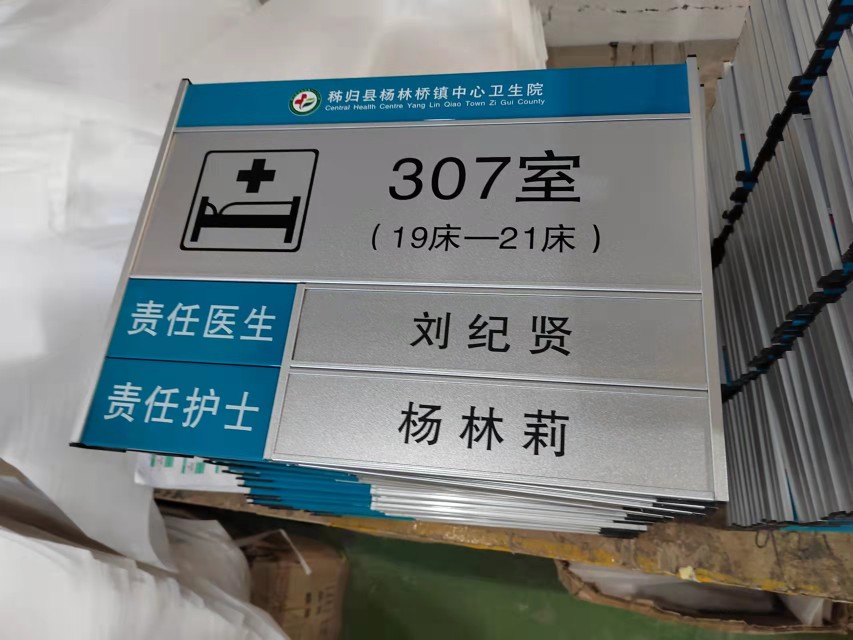 秭归县杨林桥镇中心卫生院
Central Health Centre Yang Lin Qiao Town Zi Gui County
307室
(19床—21床)
责任医生 刘纪贤
责任护士 杨林莉